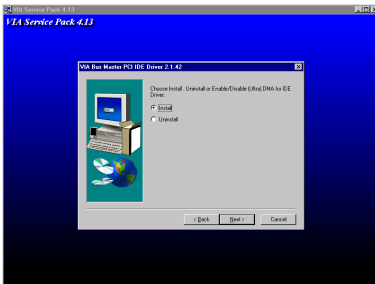 VIA Service Pack 4.13
VIA Service Pack 4.13
VIA Bus Master PCI IDE Driver 2.1.42
Choose Install, Uninstall or Enable/Disable (Ultra) DMA for IDE
Driver:
Install
Uninstall
< Back
Next >
Cancel